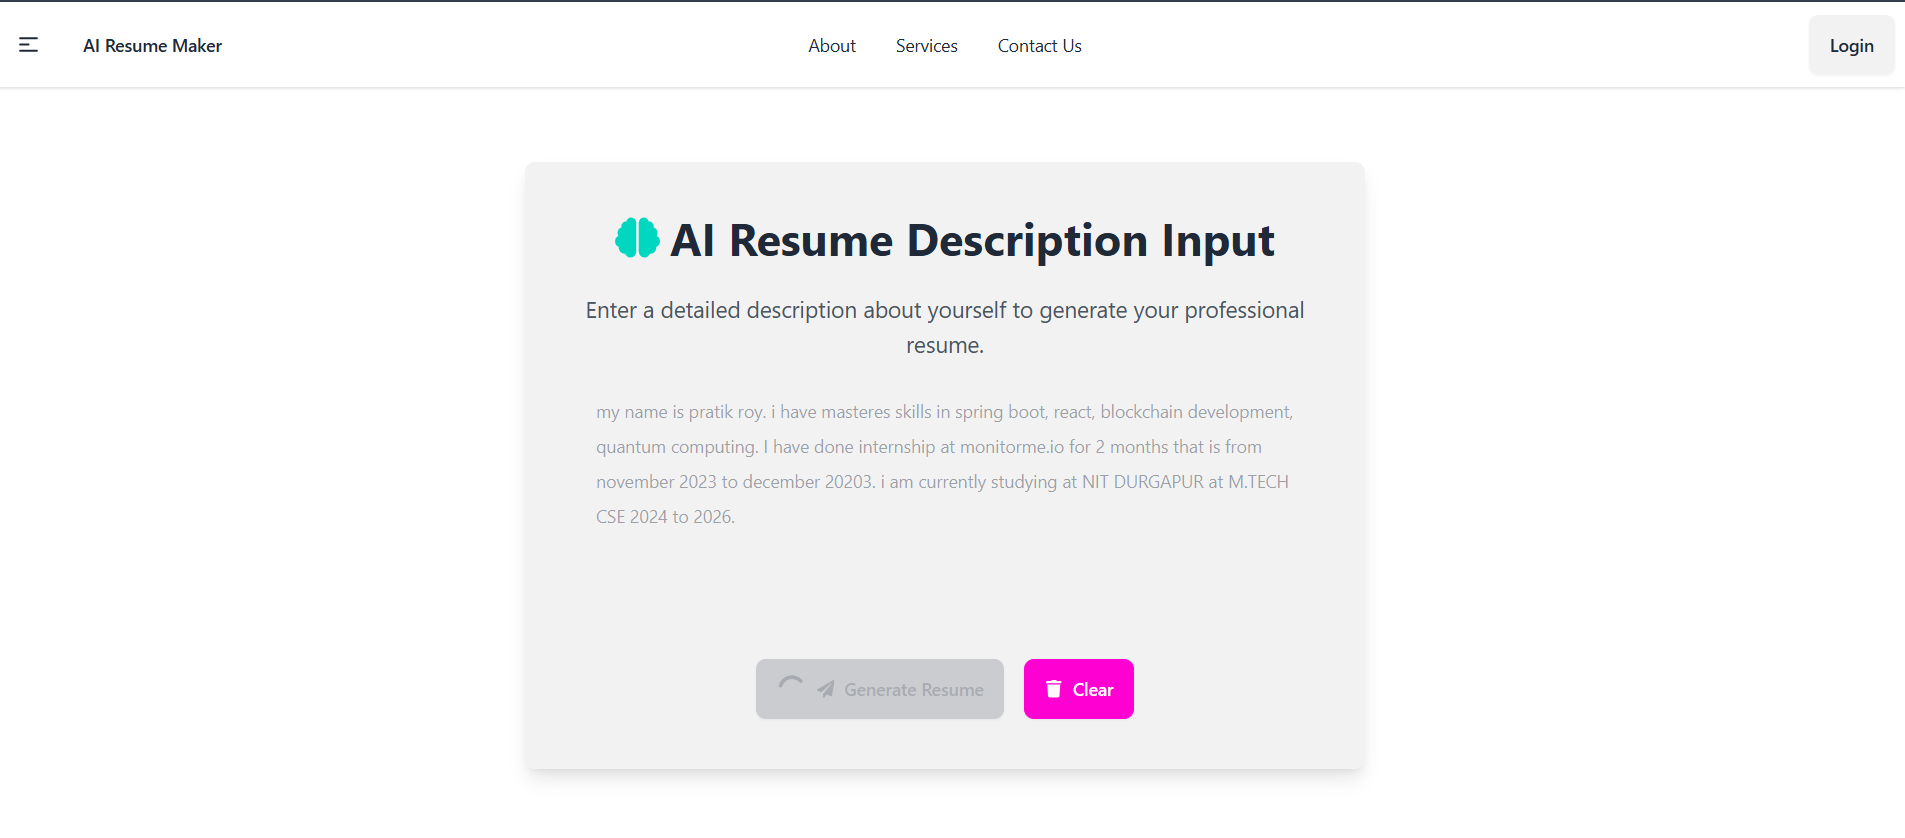 AI Resume Maker
About
Services
Contact Us
Login
AI Resume Description Input
Enter a detailed description about yourself to generate your professional
resume.
my name is pratik roy. i have masteres skills in spring boot, react, blockchain development,
quantum computing. I have done internship at monitorme.io for 2 months that is from
november 2023 to december 20203. i am currently studying at NIT DURGAPUR at M.TECH
CSE 2024 to 2026.
Generate Resume
Clear